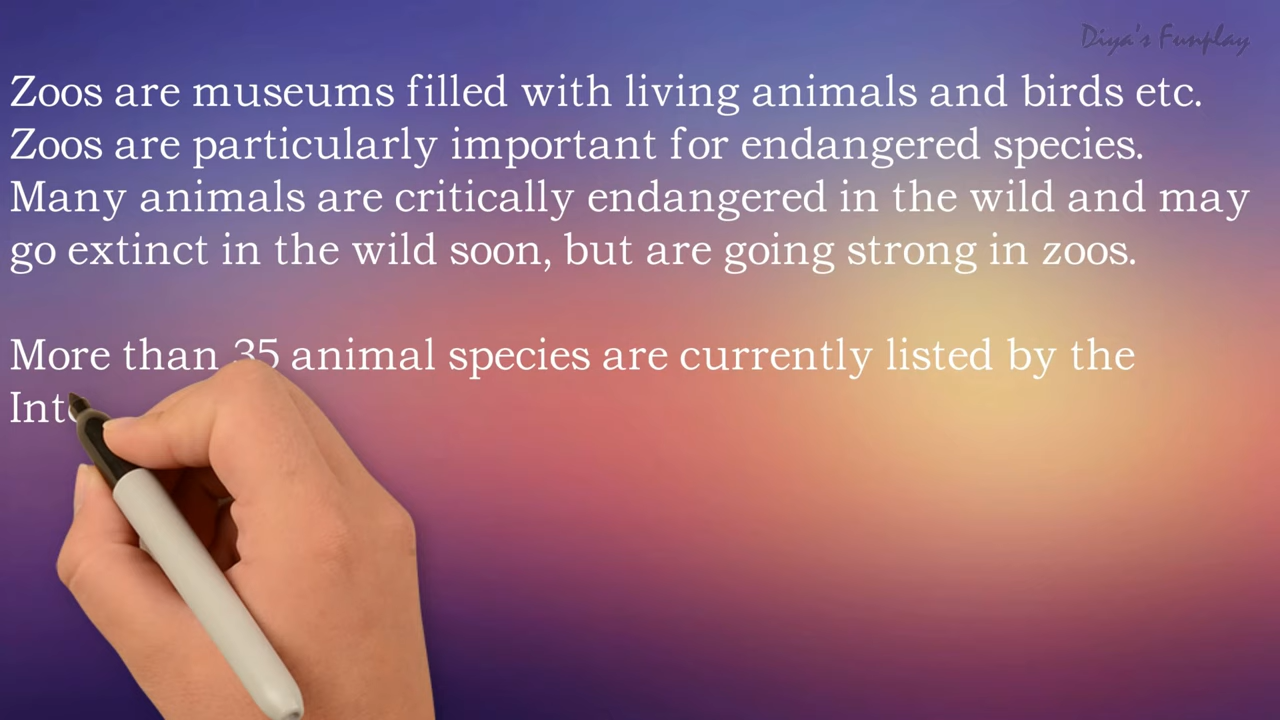 Diya's Funplay
Zoos are museums filled with living animals and birds etc.
Zoos are particularly important for endangered species.
Many animals are critically endangered in the wild and may
go extinct in the wild soon, but are going strong in zoos.
More than 35 animal species are currently listed by the
Inte